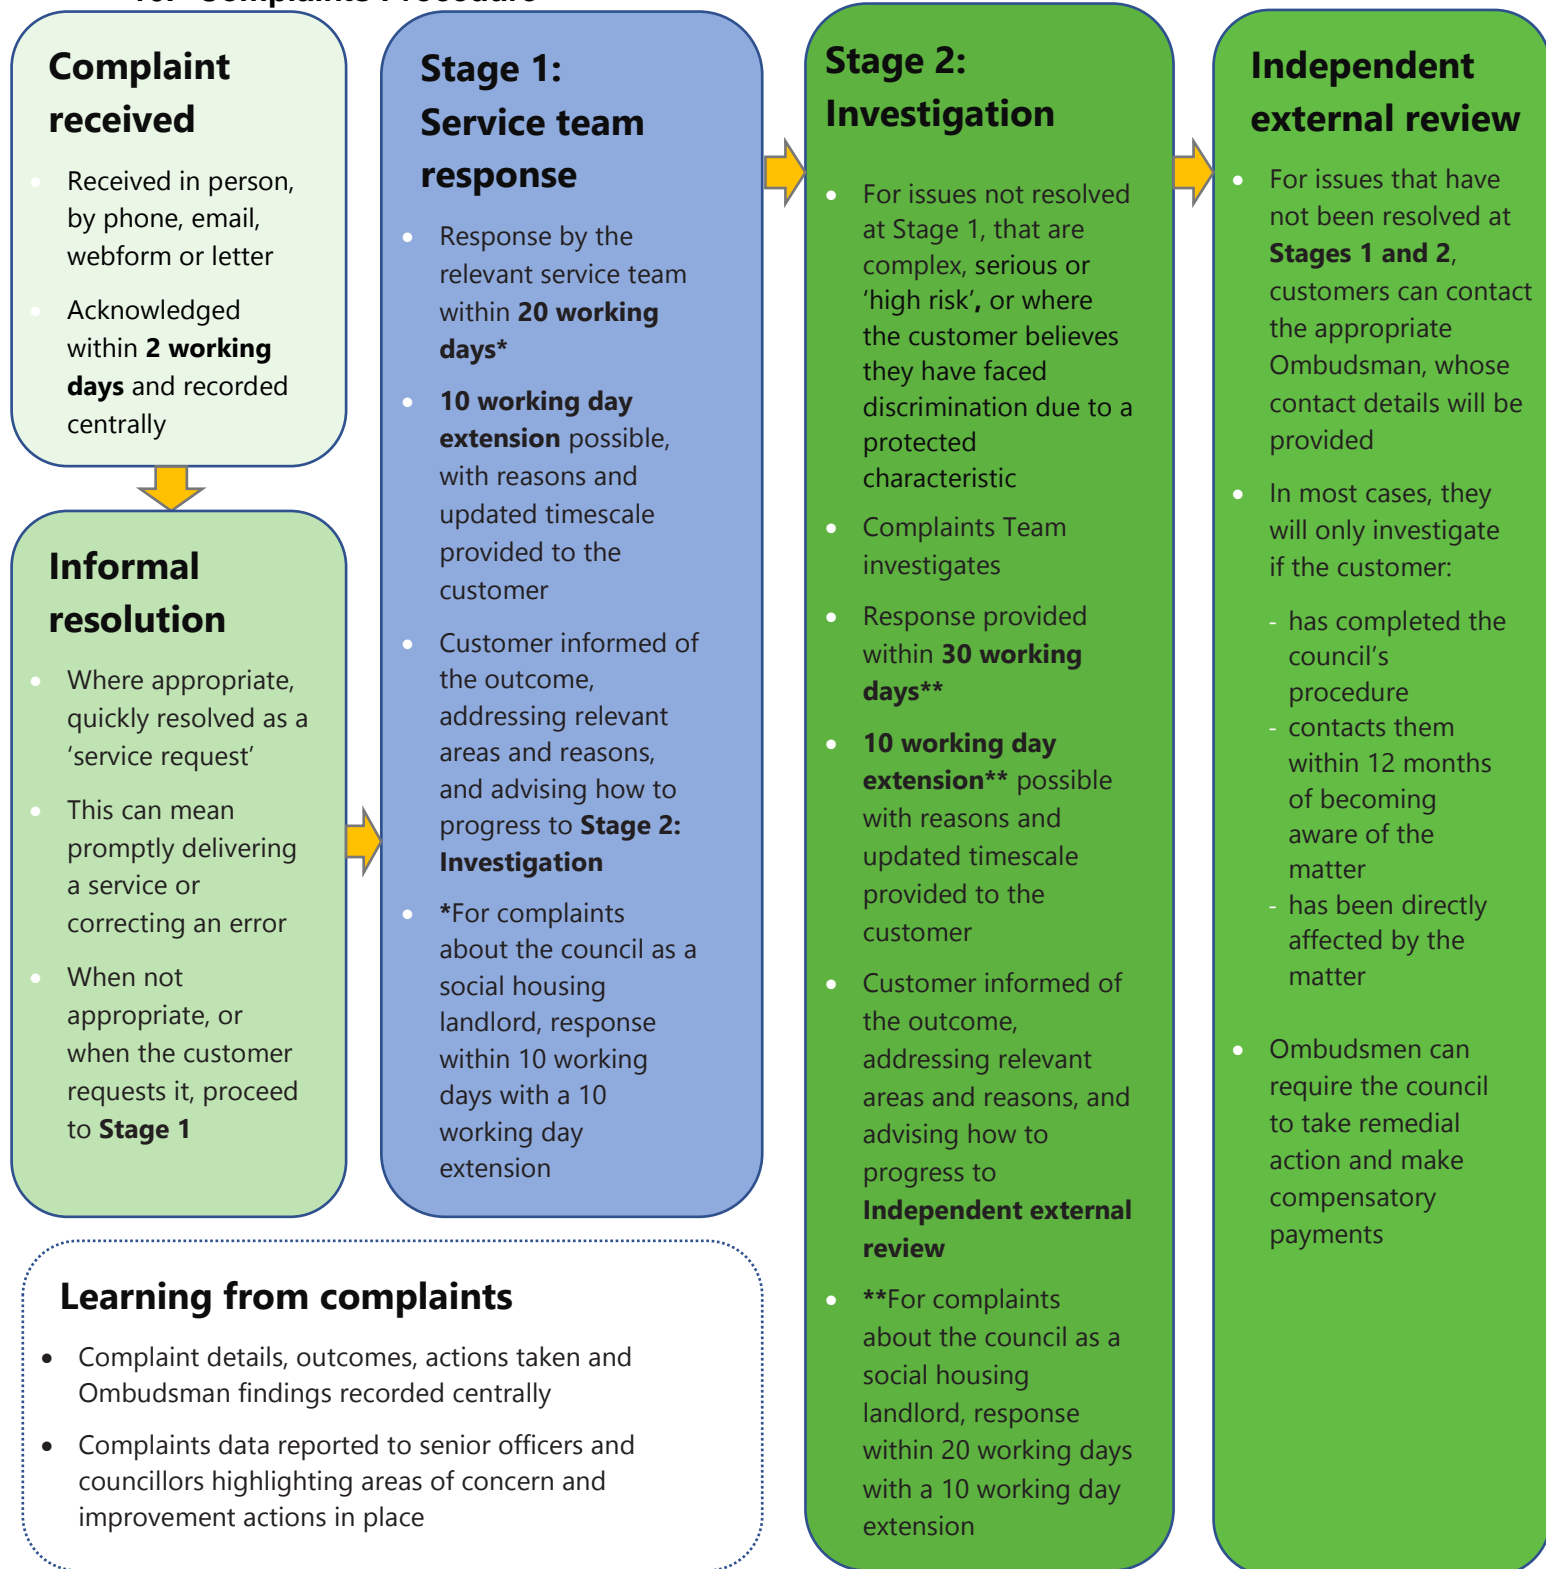 Complaint
received
Received in person,
by phone, email,
webform or letter
Acknowledged
within 2 working
days and recorded
centrally
Informal
resolution
Where appropriate,
quickly resolved as a
‘service request’
This can mean
promptly delivering
a service or
correcting an error
When not
appropriate, or
when the customer
requests it, proceed
to Stage 1
Stage 1:
Service team
response
Response by the
relevant service team
within 20 working
days*
10 working day
extension possible,
with reasons and
updated timescale
provided to the
customer
Customer informed of
the outcome,
addressing relevant
areas and reasons,
and advising how to
progress to Stage 2:
Investigation
*For complaints
about the council as a
social housing
landlord, response
within 10 working
days with a 10
working day
extension
Stage 2:
Investigation
For issues not resolved
at Stage 1, that are
complex, serious or
‘high risk’, or where
the customer believes
they have faced
discrimination due to a
protected
characteristic
Complaints Team
investigates
Response provided
within 30 working
days**
10 working day
extension** possible
with reasons and
updated timescale
provided to the
customer
Customer informed of
the outcome,
addressing relevant
areas and reasons, and
advising how to
progress to
Independent external
review
**For complaints
about the council as a
social housing
landlord, response
within 20 working days
with a 10 working day
extension
Independent
external review
For issues that have
not been resolved at
Stages 1 and 2,
customers can contact
the appropriate
Ombudsman, whose
contact details will be
provided
In most cases, they
will only investigate
if the customer:
- has completed the
council’s
procedure
- contacts them
within 12 months
of becoming
aware of the
matter
- has been directly
affected by the
matter
Ombudsmen can
require the council
to take remedial
action and make
compensatory
payments
Learning from complaints
Complaint details, outcomes, actions taken and
Ombudsman findings recorded centrally
Complaints data reported to senior officers and
councillors highlighting areas of concern and
improvement actions in place